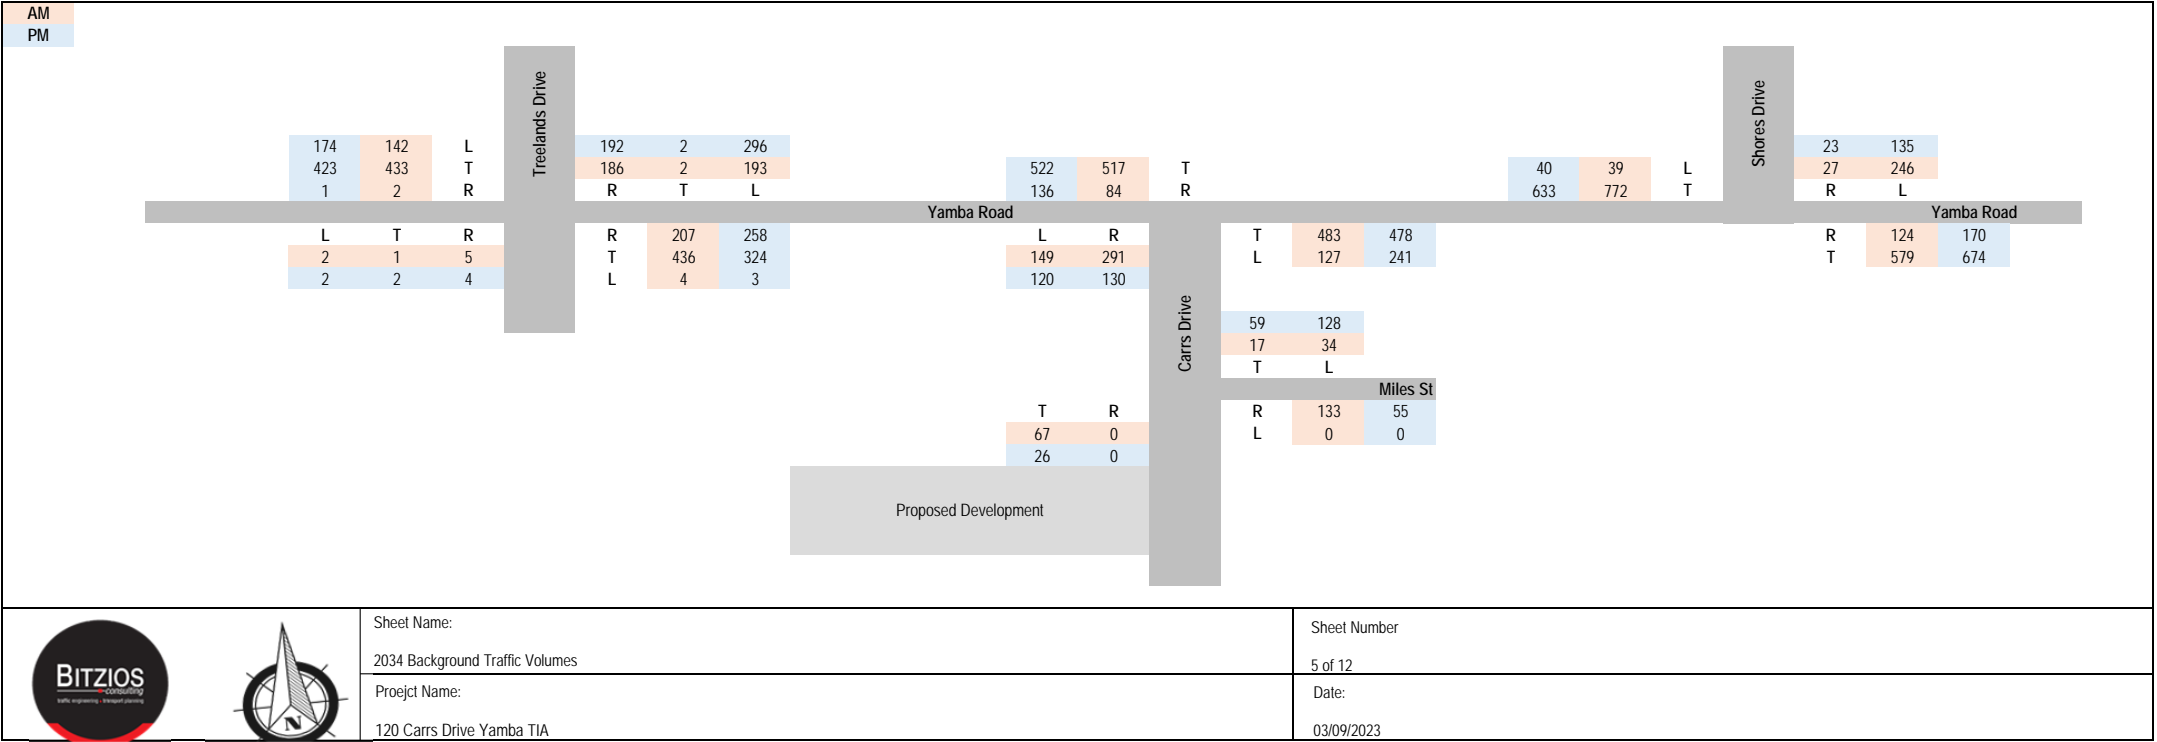 AM
PM
Treelands Drive
Shores Drive
174 142 L 192 2 296 23 135
423 433 T 186 2 193 522 517 T 40 39 L 27 246
1 2 R R T L 136 84 R 633 772 T R L
Yamba Road Yamba Road
L T R R 207 258 L R T 483 478 R 124 170
2 1 5 T 436 324 149 291 L 127 241 T 579 674
2 2 4 L 4 3 120 130
Carrs Drive
59 128
17 34
T L
Miles St
T R R 133 55
67 0 L 0 0
26 0
Proposed Development
BITZIOS
consulting
traffic engineering - transport planning
N
Sheet Name:
2034 Background Traffic Volumes
Sheet Number
5 of 12
Proejct Name:
120 Carrs Drive Yamba TIA
Date:
03/09/2023